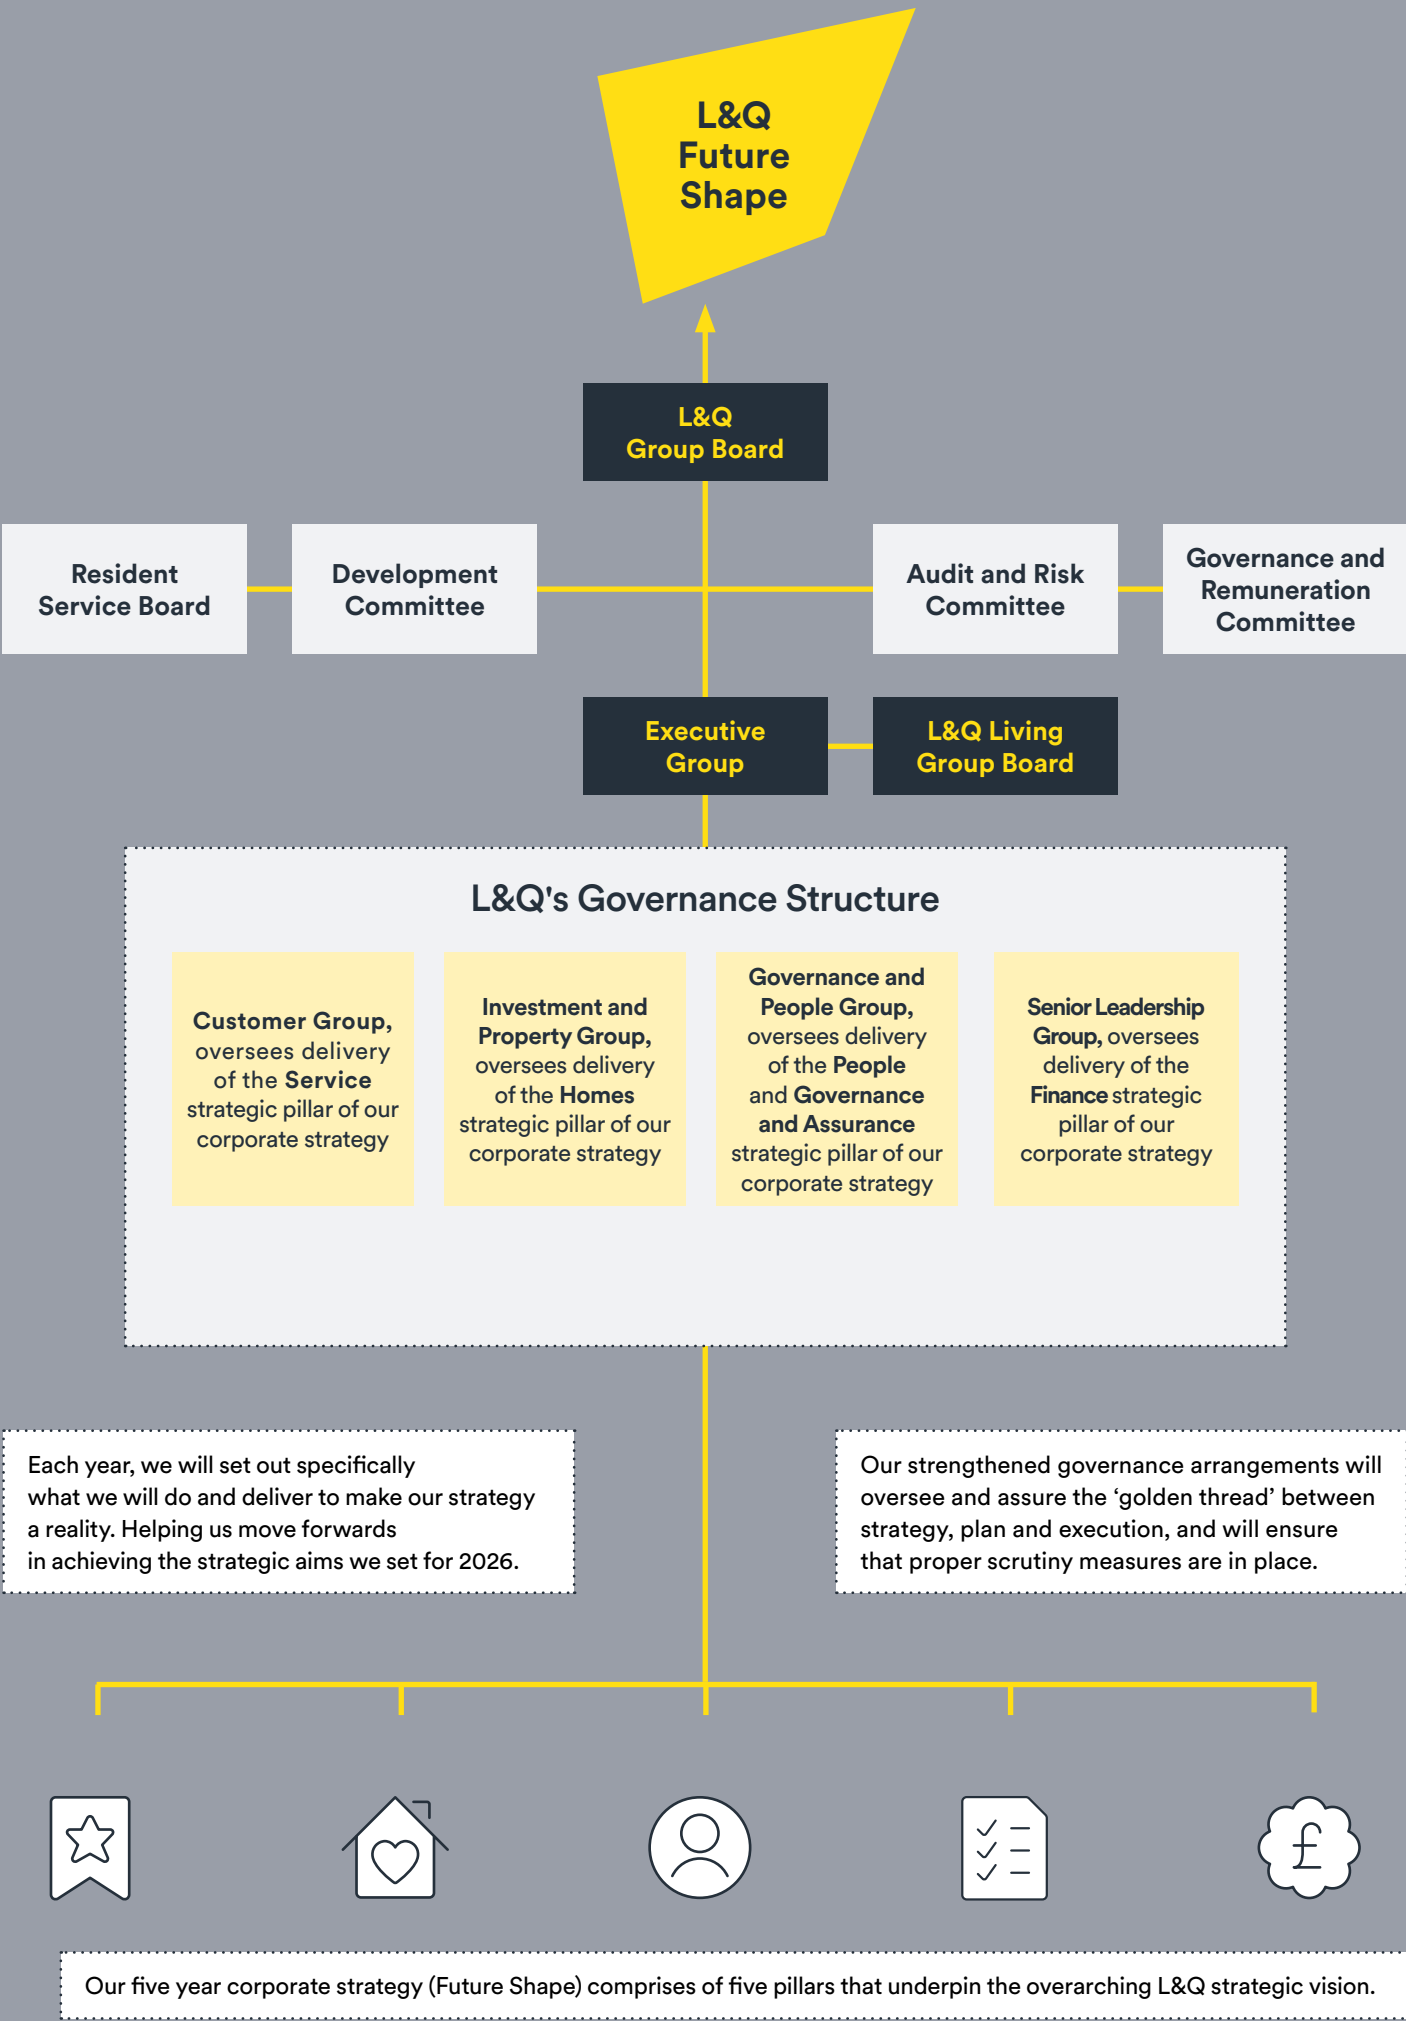 L&Q
Future
Shape
L&Q
Group Board
Resident
Service Board
Development
Committee
Audit and Risk
Committee
Governance and
Remuneration
Committee
Executive
Group
L&Q Living
Group Board
L&Q's Governance Structure
Customer Group,
oversees delivery
of the Service
strategic pillar of our
corporate strategy
Investment and
Property Group,
oversees delivery
of the Homes
strategic pillar of our
corporate strategy
Governance and
People Group,
oversees delivery
of the People
and Governance
and Assurance
strategic pillar of our
corporate strategy
Senior Leadership
Group, oversees
delivery of the
Finance strategic
pillar of our
corporate strategy
Each year, we will set out specifically
what we will do and deliver to make our strategy
a reality. Helping us move forwards
in achieving the strategic aims we set for 2026.
Our strengthened governance arrangements will
oversee and assure the ‘golden thread’ between
strategy, plan and execution, and will ensure
that proper scrutiny measures are in place.
£
Our five year corporate strategy (Future Shape) comprises of five pillars that underpin the overarching L&Q strategic vision.